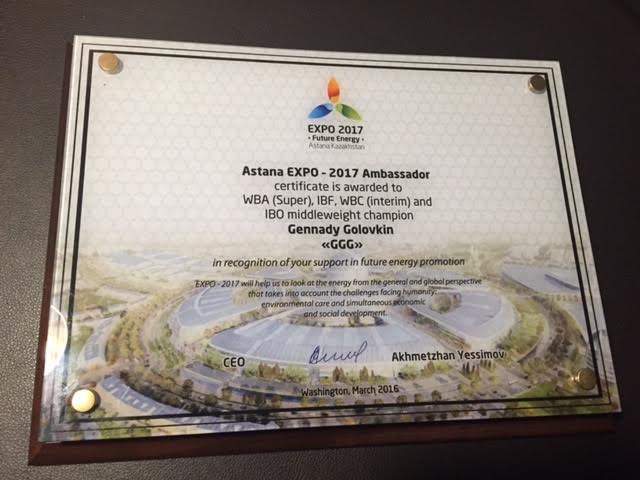 EXPO 2017
• Future Energy •
Astana Kazakhstan
Astana EXPO - 2017 Ambassador
certificate is awarded to
WBA (Super), IBF, WBC (interim) and
IBO middleweight champion
Gennady Golovkin
«GGG»
in recognition of your support in future energy promotion
EXPO - 2017 will help us to look at the energy from the general and global perspective
that takes into account the challenges facing humanity:
environmental care and simultaneous economic
and social development.
CEO Akhmetzhan Yessimov
Washington, March 2016